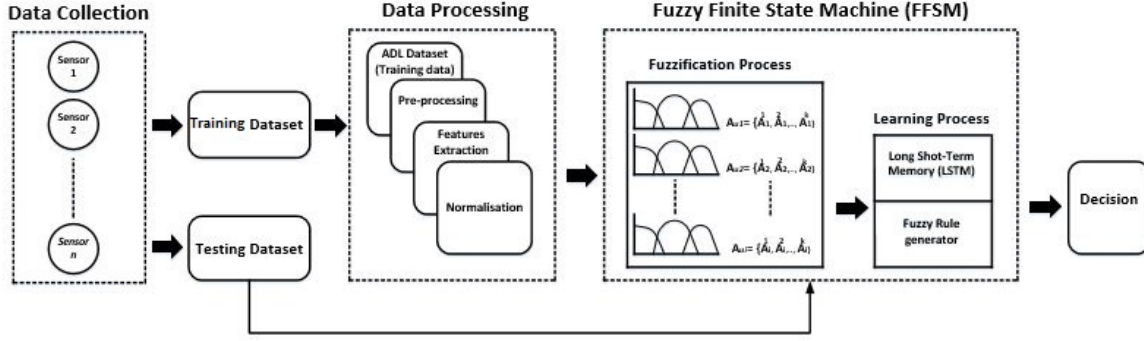 Data Collection
Data Processing
Fuzzy Finite State Machine (FFSM)
Sensor
1
Sensor
2
Sensor
n
Training Dataset
Testing Dataset
ADL Dataset
(Training data)
Pre-processing
Features
Extraction
Normalisation
Fuzzification Process
Learning Process
Long Shot-Term
Memory (LSTM)
Fuzzy Rule
generator
Decision